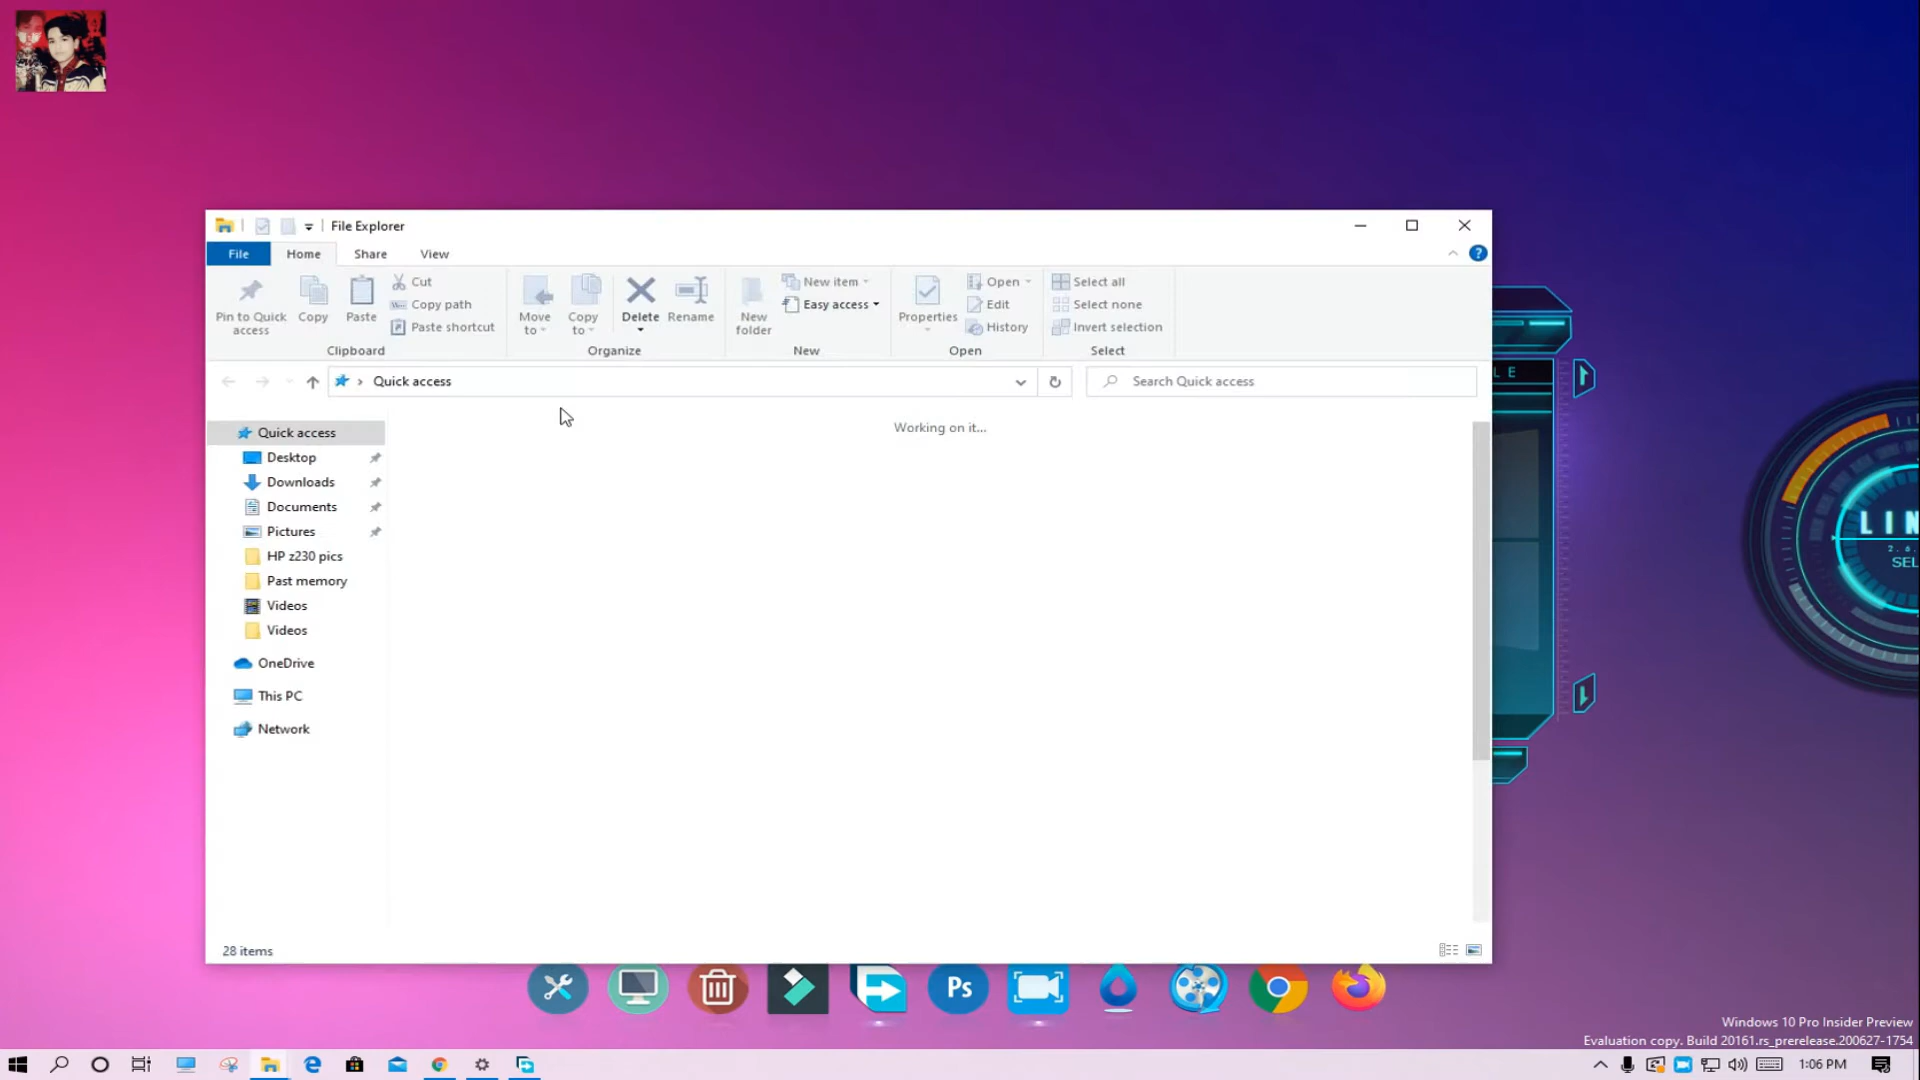 File Explorer
File Home Share View
Pin to Quick access
Copy
Paste
Cut
Copy path
Paste shortcut
Clipboard
Move to
Copy to
Delete
Rename
Organize
New folder
New item
Easy access
New
Properties
Open
Edit
History
Open
Select all
Select none
Invert selection
Select
Quick access
Search Quick access
Working on it...
Quick access
Desktop
Downloads
Documents
Pictures
HP z230 pics
Past memory
Videos
Videos
OneDrive
This PC
Network
28 items
L E
LIN
SEL
Ps
Windows 10 Pro Insider Preview
Evaluation copy. Build 20161.rs_prerelease.200627-1754
1:06 PM